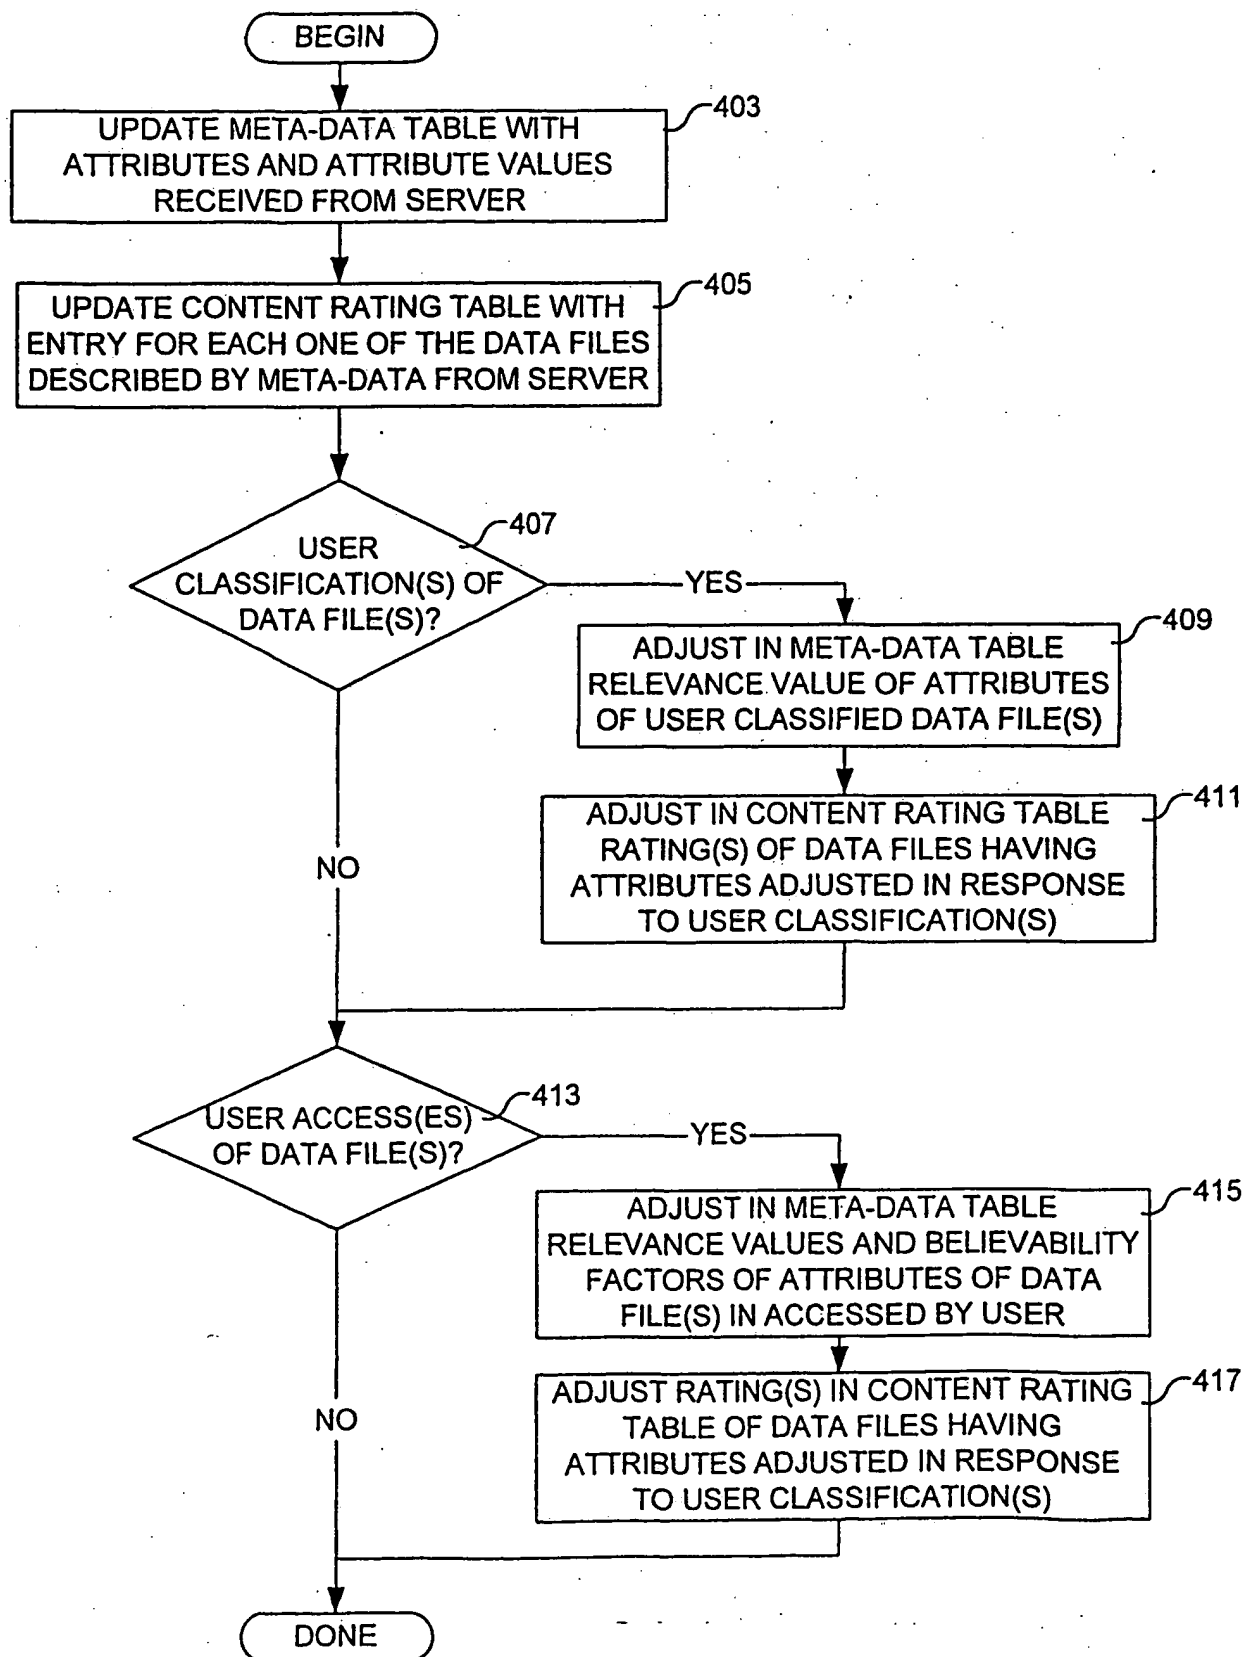 BEGIN
403
UPDATE META-DATA TABLE WITH
ATTRIBUTES AND ATTRIBUTE VALUES
RECEIVED FROM SERVER
405
UPDATE CONTENT RATING TABLE WITH
ENTRY FOR EACH ONE OF THE DATA FILES
DESCRIBED BY META-DATA FROM SERVER
407
USER
CLASSIFICATION(S) OF
DATA FILE(S)?
YES
409
ADJUST IN META-DATA TABLE
RELEVANCE VALUE OF ATTRIBUTES
OF USER CLASSIFIED DATA FILE(S)
411
ADJUST IN CONTENT RATING TABLE
RATING(S) OF DATA FILES HAVING
ATTRIBUTES ADJUSTED IN RESPONSE
TO USER CLASSIFICATION(S)
NO
413
USER ACCESS(ES)
OF DATA FILE(S)?
YES
415
ADJUST IN META-DATA TABLE
RELEVANCE VALUES AND BELIEVABILITY
FACTORS OF ATTRIBUTES OF DATA
FILE(S) IN ACCESSED BY USER
417
ADJUST RATING(S) IN CONTENT RATING
TABLE OF DATA FILES HAVING
ATTRIBUTES ADJUSTED IN RESPONSE
TO USER CLASSIFICATION(S)
NO
DONE